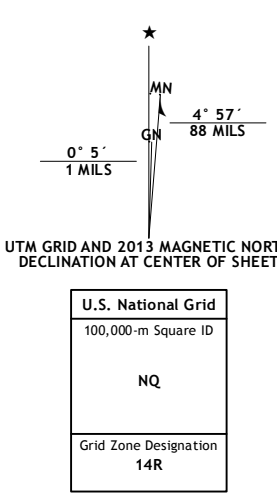 ★
MN
4° 57´
GN
88 MILS
0° 5´
1 MILS
UTM GRID AND 2013 MAGNETIC NORT
DECLINATION AT CENTER OF SHEET
U.S. National Grid
100,000-m Square ID
NQ
Grid Zone Designation
14R